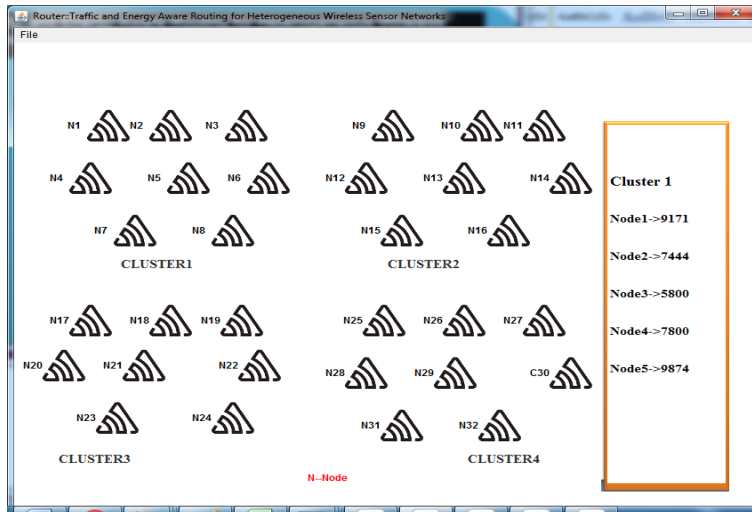 Router::Traffic and Energy Aware Routing for Heterogeneous Wireless Sensor Networks
File
N1 N2 N3 N9 N10 N11
N4 N5 N6 N12 N13 N14
N7 N8 N15 N16
CLUSTER1 CLUSTER2
N17 N18 N19 N25 N26 N27
N20 N21 N22 N28 N29 C30
N23 N24 N31 N32
CLUSTER3 CLUSTER4
N--Node
Cluster 1
Node1->9171
Node2->7444
Node3->5800
Node4->7800
Node5->9874